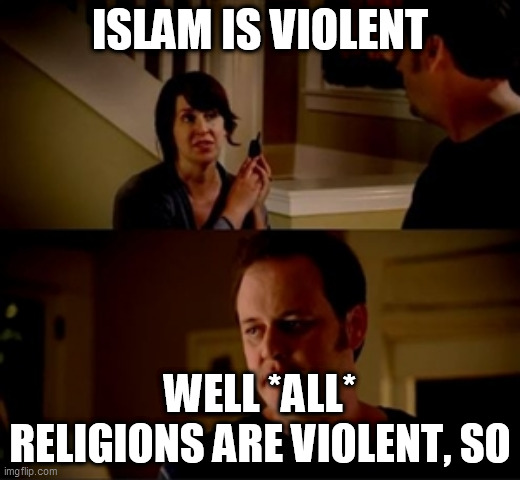 ISLAM IS VIOLENT
WELL *ALL*
RELIGIONS ARE VIOLENT, SO
imgflip.com